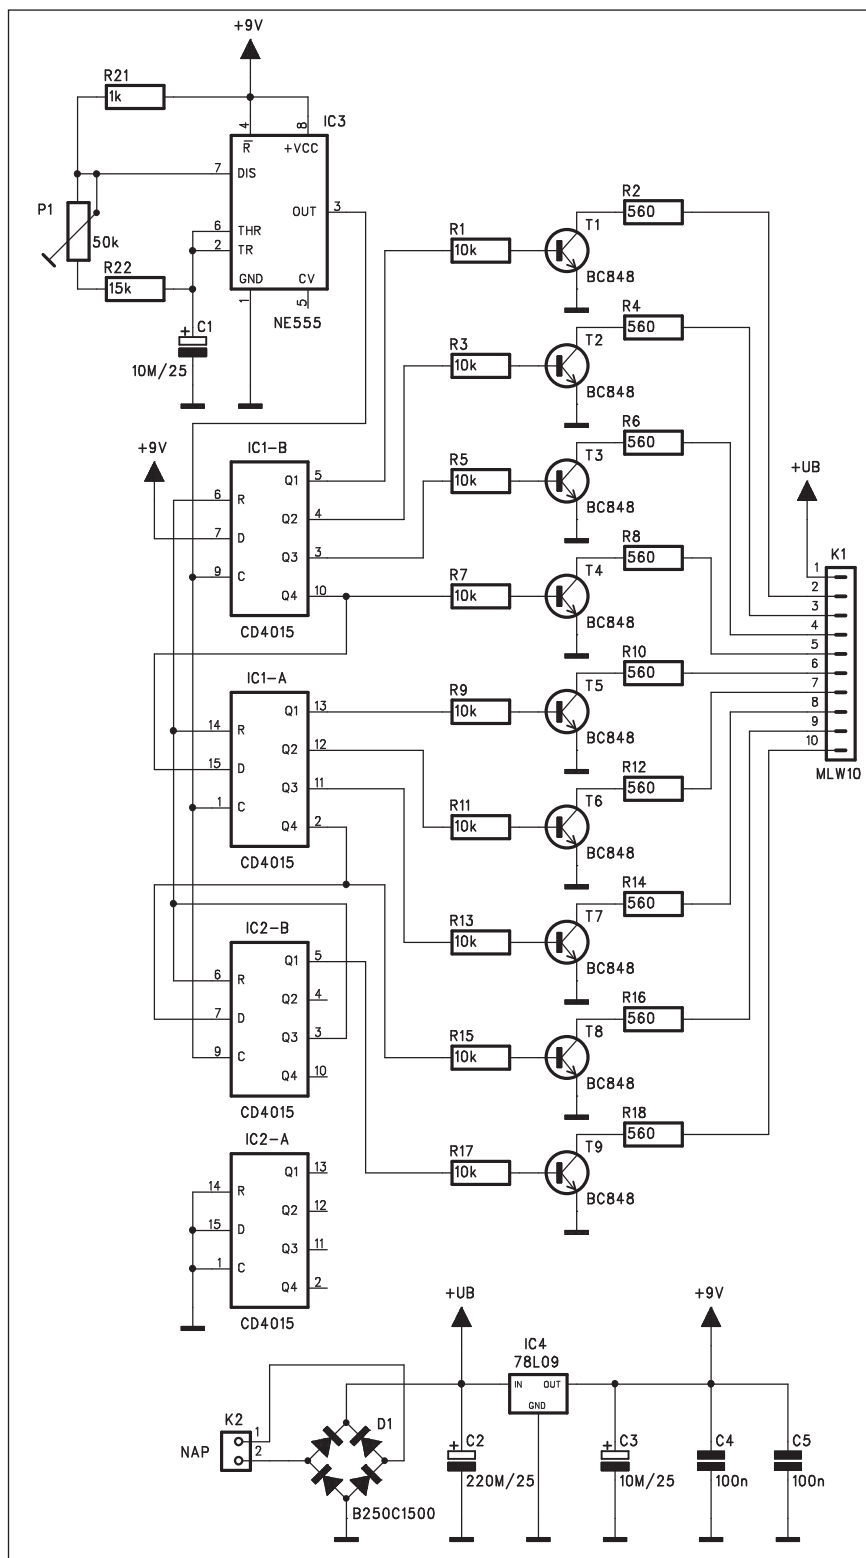 +9V
R21
1k
IC3
4
8
R
+VCC
7
DIS
P1
50k
OUT
3
6
THR
2
TR
R22
15k
GND
CV
1
5
NE555
C1
+
10M/25
R1
10k
T1
BC848
R2
560
R3
10k
T2
BC848
R4
560
+9V
IC1-B
6
R
7
D
9
C
Q1
5
Q2
4
Q3
3
Q4
10
CD4015
R5
10k
T3
BC848
R6
560
R7
10k
T4
BC848
R8
560
+UB
K1
1
2
3
4
5
6
7
8
9
10
MLW10
IC1-A
14
R
15
D
1
C
Q1
13
Q2
12
Q3
11
Q4
2
CD4015
R9
10k
T5
BC848
R10
560
R11
10k
T6
BC848
R12
560
IC2-B
6
R
7
D
9
C
Q1
5
Q2
4
Q3
3
Q4
10
CD4015
R13
10k
T7
BC848
R14
560
R15
10k
T8
BC848
R16
560
IC2-A
14
R
15
D
1
C
Q1
13
Q2
12
Q3
11
Q4
2
CD4015
R17
10k
T9
BC848
R18
560
+UB
+9V
IC4
78L09
IN
OUT
GND
K2
1
2
NAP
D1
B250C1500
+
C2
220M/25
+
C3
10M/25
C4
100n
C5
100n